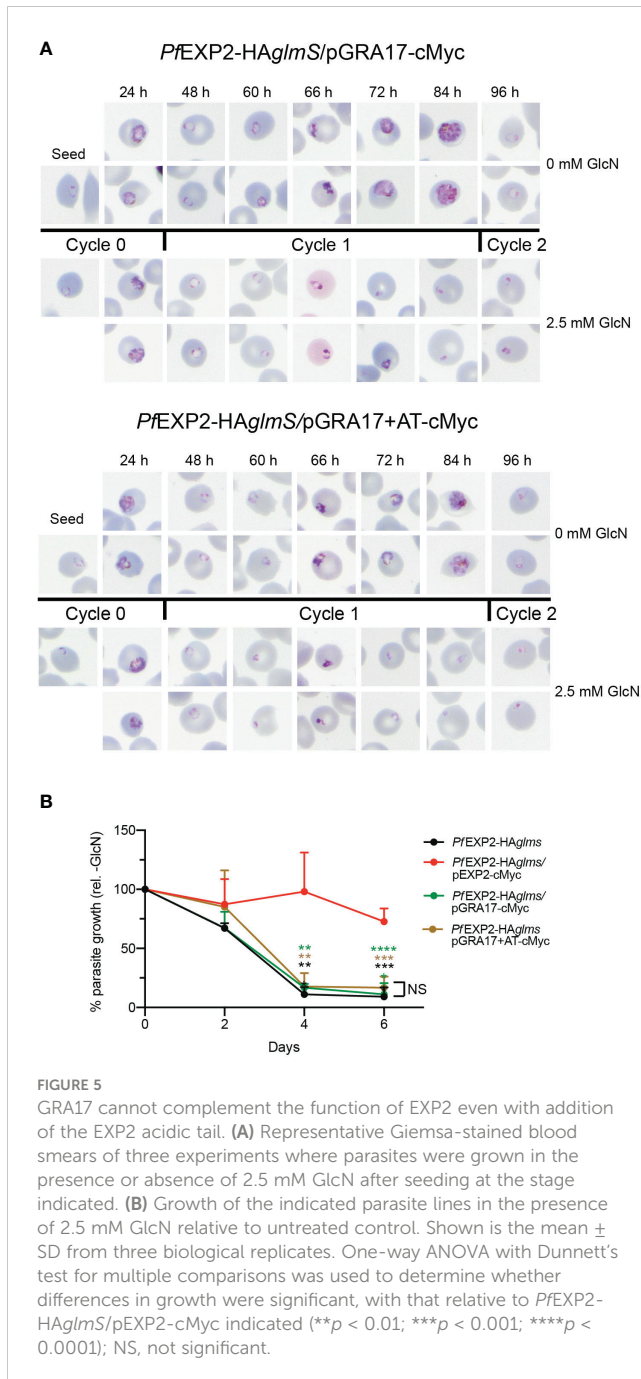 A
PfEXP2-HAglmS/pGRA17-cMyc
24 h 48 h 60 h 66 h 72 h 84 h 96 h
Seed
0 mM GlcN
Cycle 0 Cycle 1 Cycle 2
2.5 mM GlcN
PfEXP2-HAglmS/pGRA17+AT-cMyc
24 h 48 h 60 h 66 h 72 h 84 h 96 h
Seed
0 mM GlcN
Cycle 0 Cycle 1 Cycle 2
2.5 mM GlcN
B
% parasite growth (rel. -GlcN)
150
100
50
0
0 2 4 6
Days
** ****
** ***
** ***
NS
PfEXP2-HAglms
PfEXP2-HAglms/
pEXP2-cMyc
PfEXP2-HAglms/
pGRA17-cMyc
PfEXP2-HAglms
pGRA17+AT-cMyc
FIGURE 5
GRA17 cannot complement the function of EXP2 even with addition
of the EXP2 acidic tail. (A) Representative Giemsa-stained blood
smears of three experiments where parasites were grown in the
presence or absence of 2.5 mM GlcN after seeding at the stage
indicated. (B) Growth of the indicated parasite lines in the presence
of 2.5 mM GlcN relative to untreated control. Shown is the mean ±
SD from three biological replicates. One-way ANOVA with Dunnett's
test for multiple comparisons was used to determine whether
differences in growth were significant, with that relative to PfEXP2-
HAglmS/pEXP2-cMyc indicated (**p < 0.01; ***p < 0.001; ****p <
0.0001); NS, not significant.